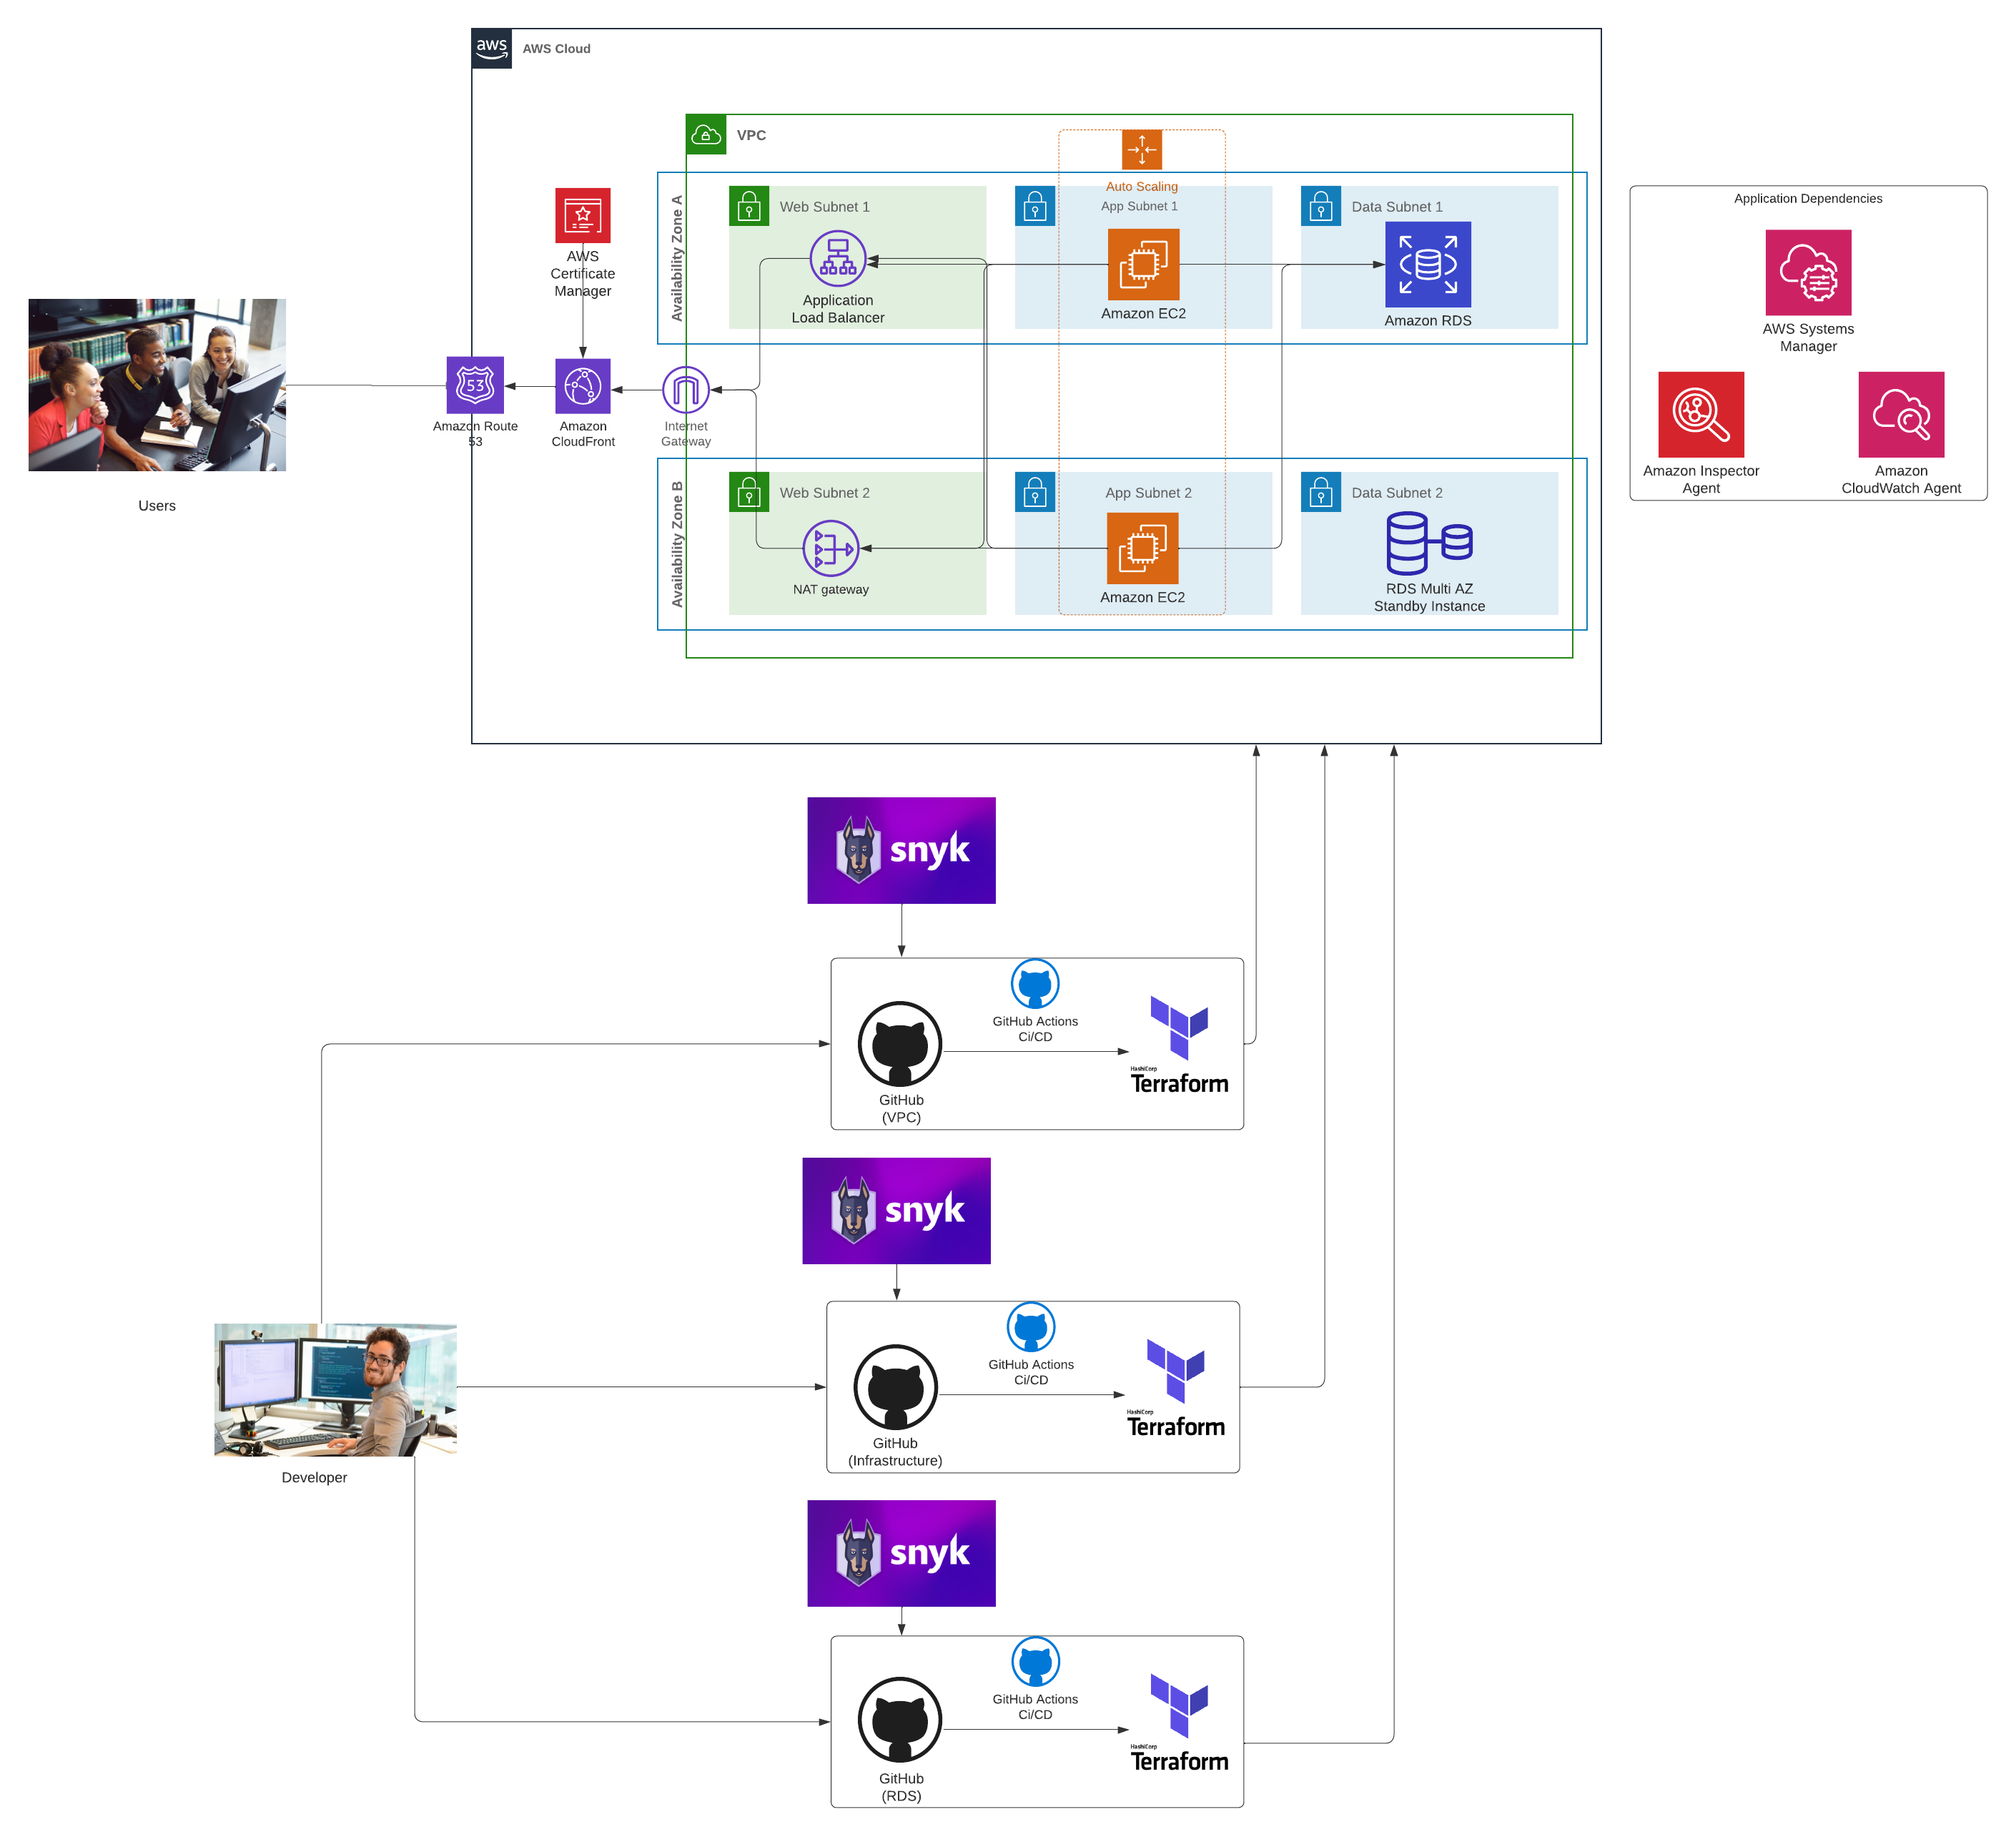 aws
AWS Cloud
VPC
Auto Scaling
Availability Zone A
Web Subnet 1
App Subnet 1
Data Subnet 1
Application
Load Balancer
Amazon EC2
Amazon RDS
AWS
Certificate
Manager
Application Dependencies
AWS Systems
Manager
Amazon Inspector
Agent
Amazon
CloudWatch Agent
53
Amazon Route
53
Amazon
CloudFront
Internet
Gateway
Users
Availability Zone B
Web Subnet 2
App Subnet 2
Data Subnet 2
NAT gateway
Amazon EC2
RDS Multi AZ
Standby Instance
snyk
GitHub Actions
Ci/CD
GitHub
(VPC)
HashiCorp
Terraform
snyk
GitHub Actions
Ci/CD
GitHub
(Infrastructure)
HashiCorp
Terraform
Developer
snyk
GitHub Actions
Ci/CD
GitHub
(RDS)
HashiCorp
Terraform